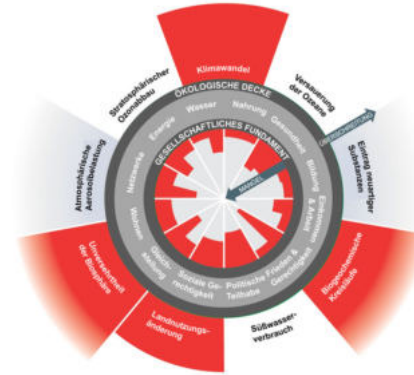 Klimawandel
Versauerung
der Ozeane
ÜBERSCHREITUNG
Eintrag neuartiger
Substanzen
Biogeochemische
Kreisläufe
Süßwasser-
verbrauch
Landnutzungs-
änderung
Unversehrtheit
der Biosphäre
Atmosphärische
Aerosolbelastung
Stratosphärischer
Ozonabbau
ÖKOLOGISCHE DECKE
Wasser
Nahrung
Gesundheit
Bildung
Einkommen
& Arbeit
Frieden &
Gerechtigkeit
Politische
Teilhabe
Soziale Ge-
rechtigkeit
Gleich-
stellung
Wohnen
Netzwerke
Energie
GESELLSCHAFTLICHES FUNDAMENT
MANGEL